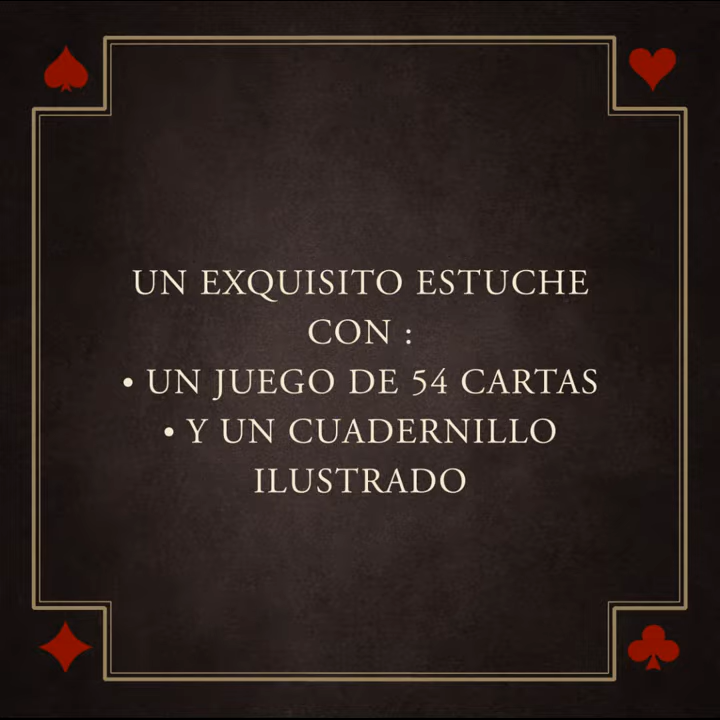 UN EXQUISITO ESTUCHE
CON :
• UN JUEGO DE 54 CARTAS
• Y UN CUADERNILLO
ILUSTRADO